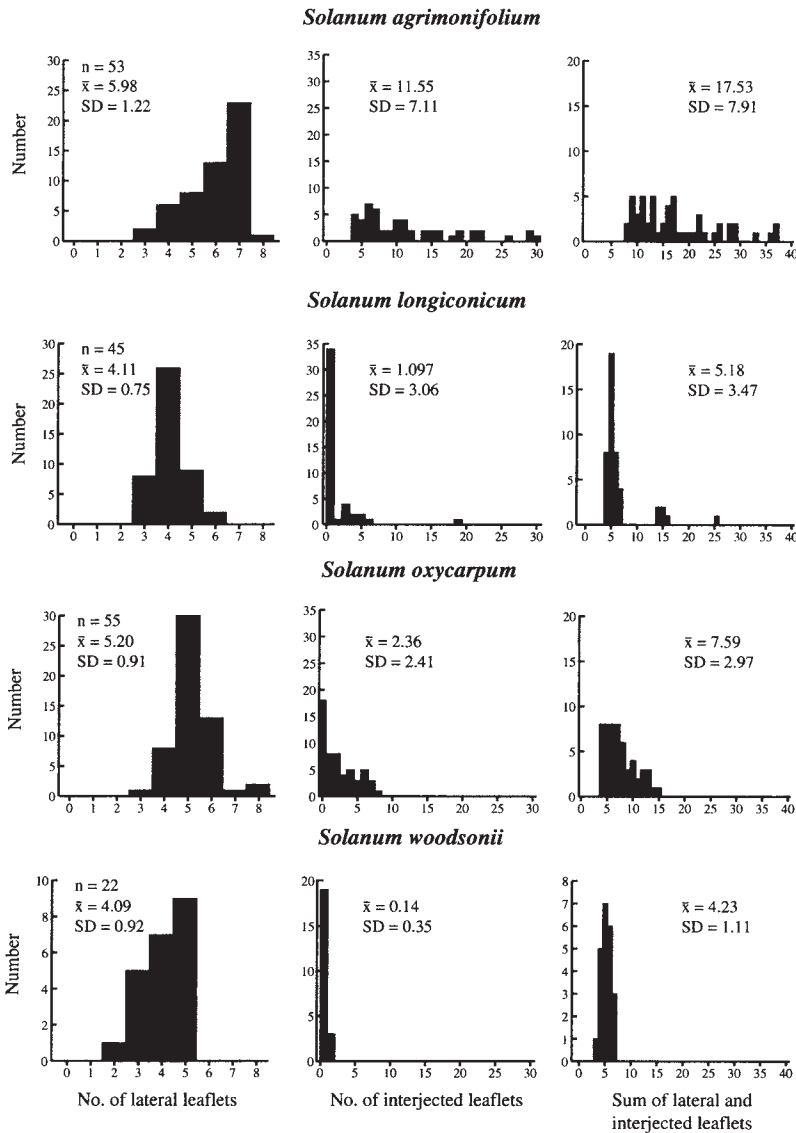 Solanum agrimonifolium
Number
30
25
20
15
10
5
0
n = 53
x̄ = 5.98
SD = 1.22
0 1 2 3 4 5 6 7 8
35
30
25
20
15
10
5
0
x̄ = 11.55
SD = 7.11
0 5 10 15 20 25 30
20
15
10
5
0
x̄ = 17.53
SD = 7.91
0 5 10 15 20 25 30 35 40
Solanum longiconicum
Number
30
25
20
15
10
5
0
n = 45
x̄ = 4.11
SD = 0.75
0 1 2 3 4 5 6 7 8
35
30
25
20
15
10
5
0
x̄ = 1.097
SD = 3.06
0 5 10 15 20 25 30
20
15
10
5
0
x̄ = 5.18
SD = 3.47
0 5 10 15 20 25 30 35 40
Solanum oxycarpum
Number
30
25
20
15
10
5
0
n = 55
x̄ = 5.20
SD = 0.91
0 1 2 3 4 5 6 7 8
35
30
25
20
15
10
5
0
x̄ = 2.36
SD = 2.41
0 5 10 15 20 25 30
20
15
10
5
0
x̄ = 7.59
SD = 2.97
0 5 10 15 20 25 30 35 40
Solanum woodsonii
Number
10
8
6
4
2
0
n = 22
x̄ = 4.09
SD = 0.92
0 1 2 3 4 5 6 7 8
No. of lateral leaflets
20
15
10
5
0
x̄ = 0.14
SD = 0.35
0 5 10 15 20 25 30
No. of interjected leaflets
8
7
6
5
4
3
2
1
0
x̄ = 4.23
SD = 1.11
0 5 10 15 20 25 30 35 40
Sum of lateral and
interjected leaflets